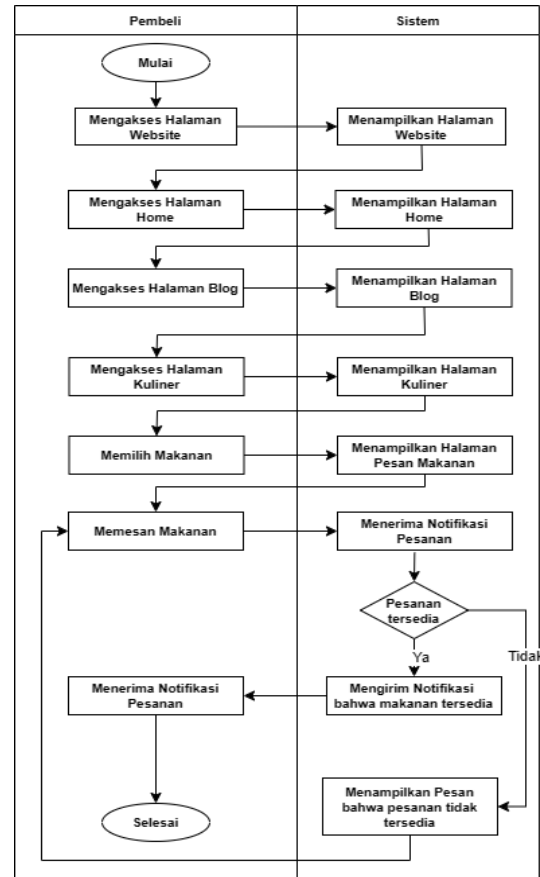 Pembeli
Sistem
Mulai
Mengakses Halaman
Website
Menampilkan Halaman
Website
Mengakses Halaman
Home
Menampilkan Halaman
Home
Mengakses Halaman Blog
Menampilkan Halaman
Blog
Mengakses Halaman
Kuliner
Menampilkan Halaman
Kuliner
Memilih Makanan
Menampilkan Halaman
Pesan Makanan
Memesan Makanan
Menerima Notifikasi
Pesanan
Pesanan
tersedia
Ya
Tidak
Menerima Notifikasi
Pesanan
Mengirim Notifikasi
bahwa makanan tersedia
Menampilkan Pesan
bahwa pesanan tidak
tersedia
Selesai